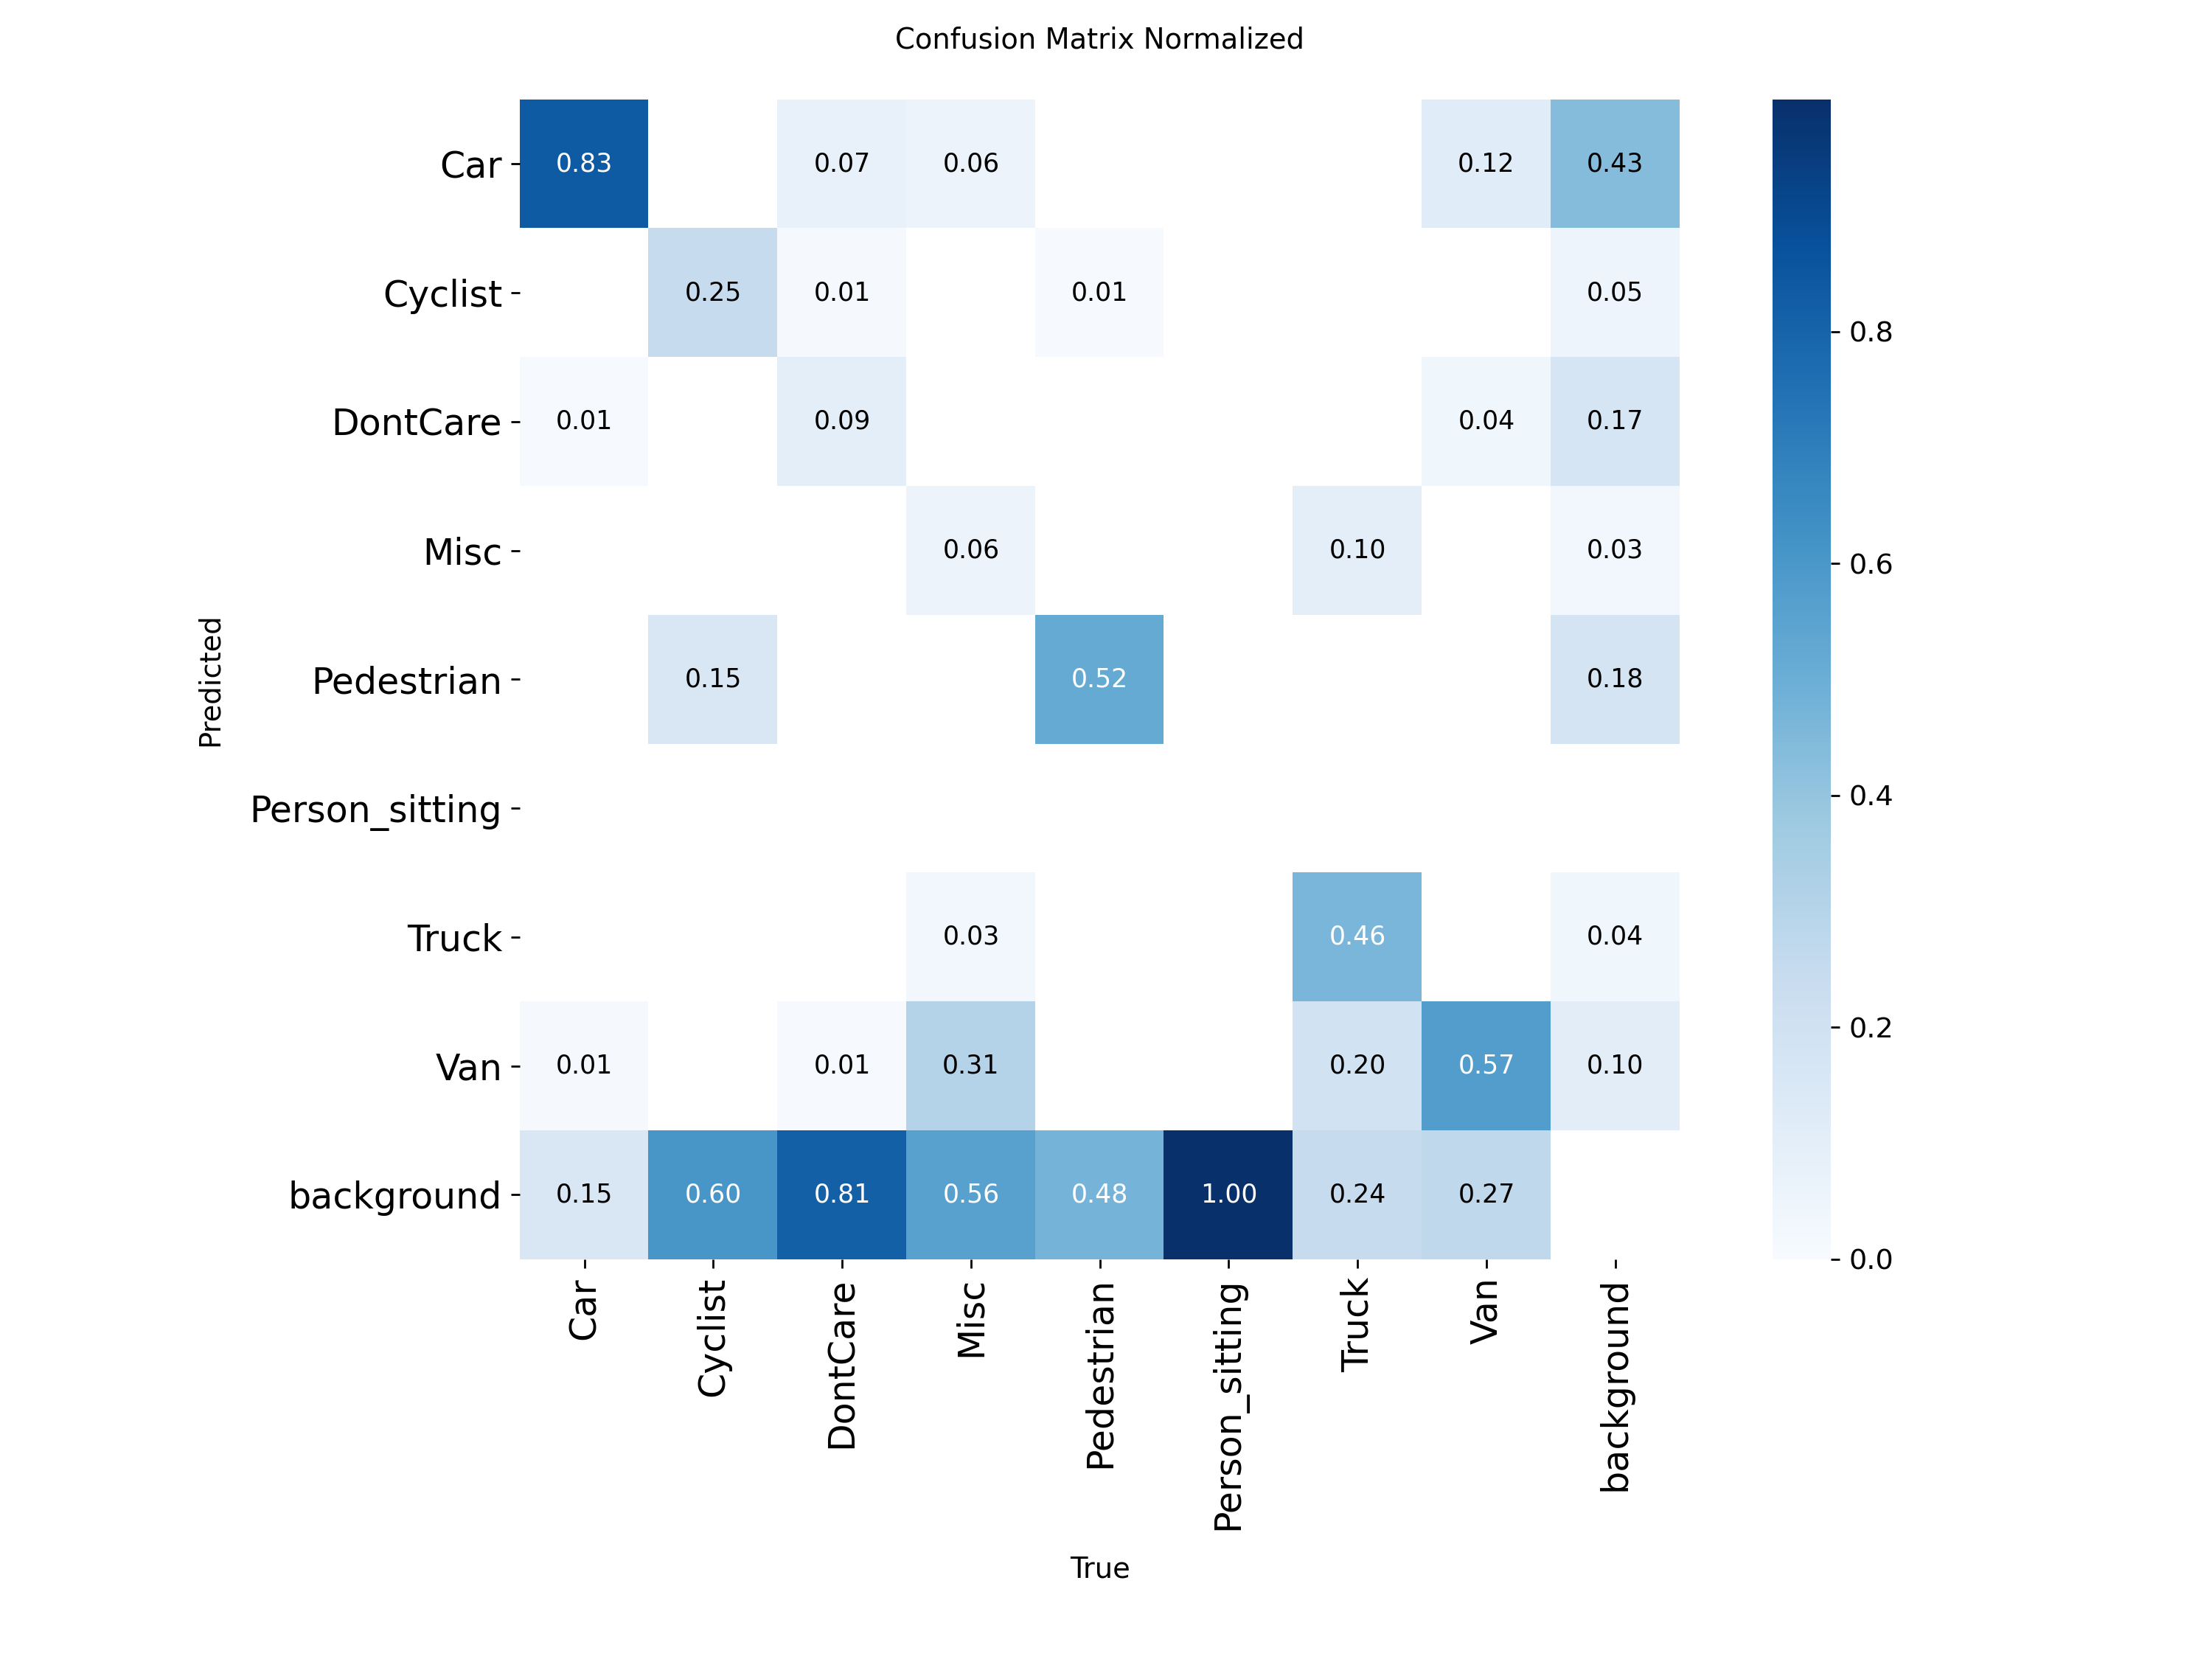 Confusion Matrix Normalized
Predicted
Car 0.83 0.07 0.06 0.12 0.43
Cyclist 0.25 0.01 0.01 0.05
DontCare 0.01 0.09 0.04 0.17
Misc 0.06 0.10 0.03
Pedestrian 0.15 0.52 0.18
Person_sitting
Truck 0.03 0.46 0.04
Van 0.01 0.01 0.31 0.20 0.57 0.10
background 0.15 0.60 0.81 0.56 0.48 1.00 0.24 0.27
Car Cyclist DontCare Misc Pedestrian Person_sitting Truck Van background
True
0.8
0.6
0.4
0.2
0.0